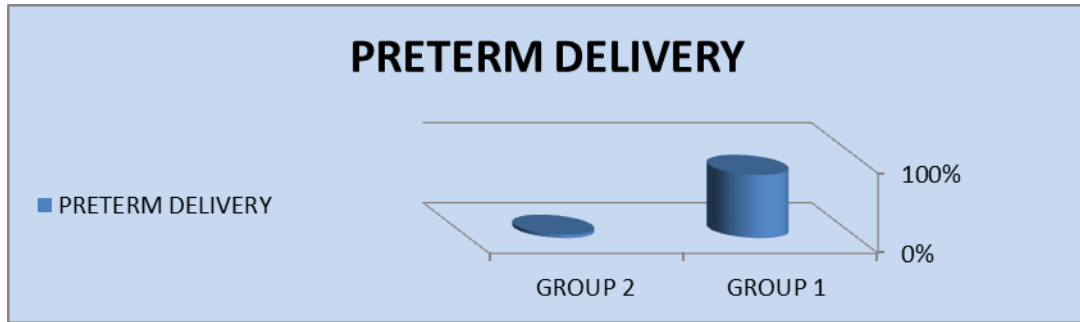 PRETERM DELIVERY
PRETERM DELIVERY
100%
0%
GROUP 2
GROUP 1